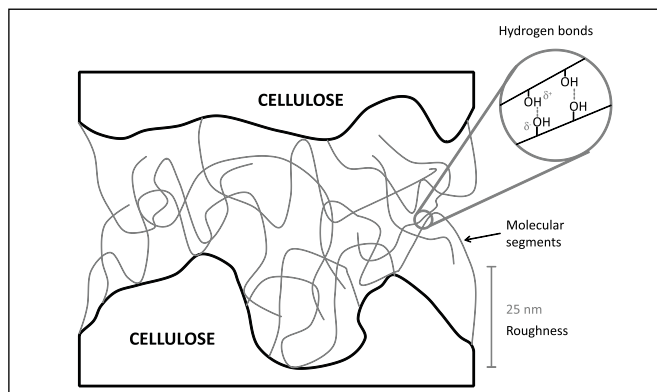 Hydrogen bonds
OH
OH δ+
OH
δ- OH
CELLULOSE
Molecular
segments
25 nm
Roughness
CELLULOSE